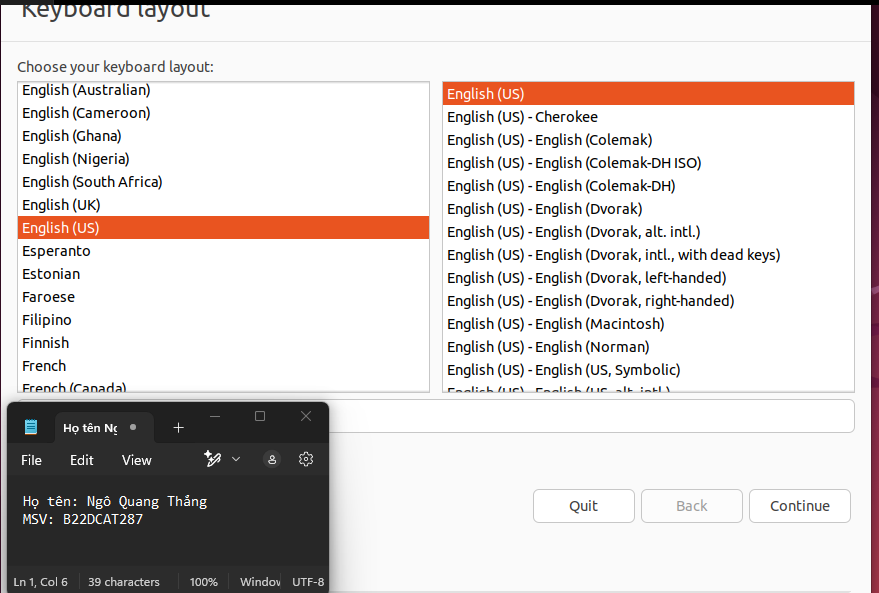 Keyboard layout
Choose your keyboard layout:
English (Australian)
English (Cameroon)
English (Ghana)
English (Nigeria)
English (South Africa)
English (UK)
English (US)
Esperanto
Estonian
Faroese
Filipino
Finnish
French
French (Canada)
English (US)
English (US) - Cherokee
English (US) - English (Colemak)
English (US) - English (Colemak-DH ISO)
English (US) - English (Colemak-DH)
English (US) - English (Dvorak)
English (US) - English (Dvorak, alt. intl.)
English (US) - English (Dvorak, intl., with dead keys)
English (US) - English (Dvorak, left-handed)
English (US) - English (Dvorak, right-handed)
English (US) - English (Macintosh)
English (US) - English (Norman)
English (US) - English (US, Symbolic)
English (US) - English (US, alt. intl.)
Quit
Back
Continue
Họ tên Ng
File Edit View
Họ tên: Ngô Quang Thắng
MSV: B22DCAT287
Ln 1, Col 6 39 characters 100% Window UTF-8